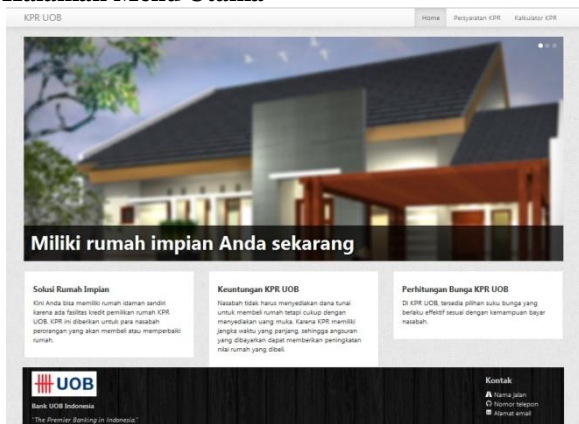 KPR UOB
Home Persyaratan KPR Kalkulator KPR
Miliki rumah impian Anda sekarang
Solusi Rumah Impian
Kini Anda bisa memiliki rumah idaman sendiri
karena ada fasilitas kredit pemilikan rumah KPR
UOB. KPR ini diberikan untuk para nasabah
perorangan yang akan membeli atau memperbaiki
rumah.
Keuntungan KPR UOB
Nasabah tidak harus menyediakan dana tunai
untuk membeli rumah tetapi cukup dengan
menyediakan uang muka. Karena KPR memiliki
jangka waktu yang panjang, sehingga angsuran
yang dibayarkan dapat memberikan peningkatan
nilai rumah yang dibeli.
Perhitungan Bunga KPR UOB
Di KPR UOB, tersedia pilihan suku bunga yang
berlaku effektif sesuai dengan kemampuan bayar
nasabah.
UOB
Bank UOB Indonesia
"The Premier Banking in Indonesia."
Kontak
Nama jalan
Nomor telepon
Alamat email